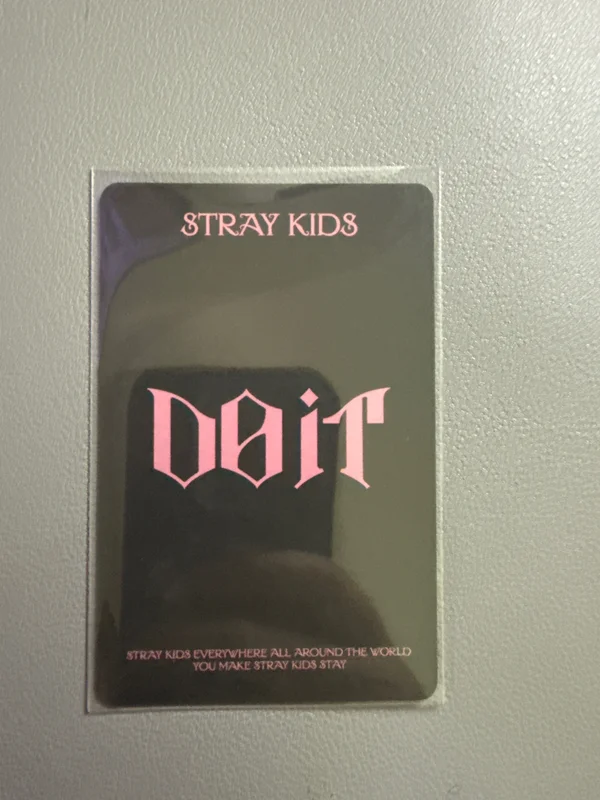 STRAY KIDS
DO iT
STRAY KIDS EVERYWHERE ALL AROUND THE WORLD
YOU MAKE STRAY KIDS STAY